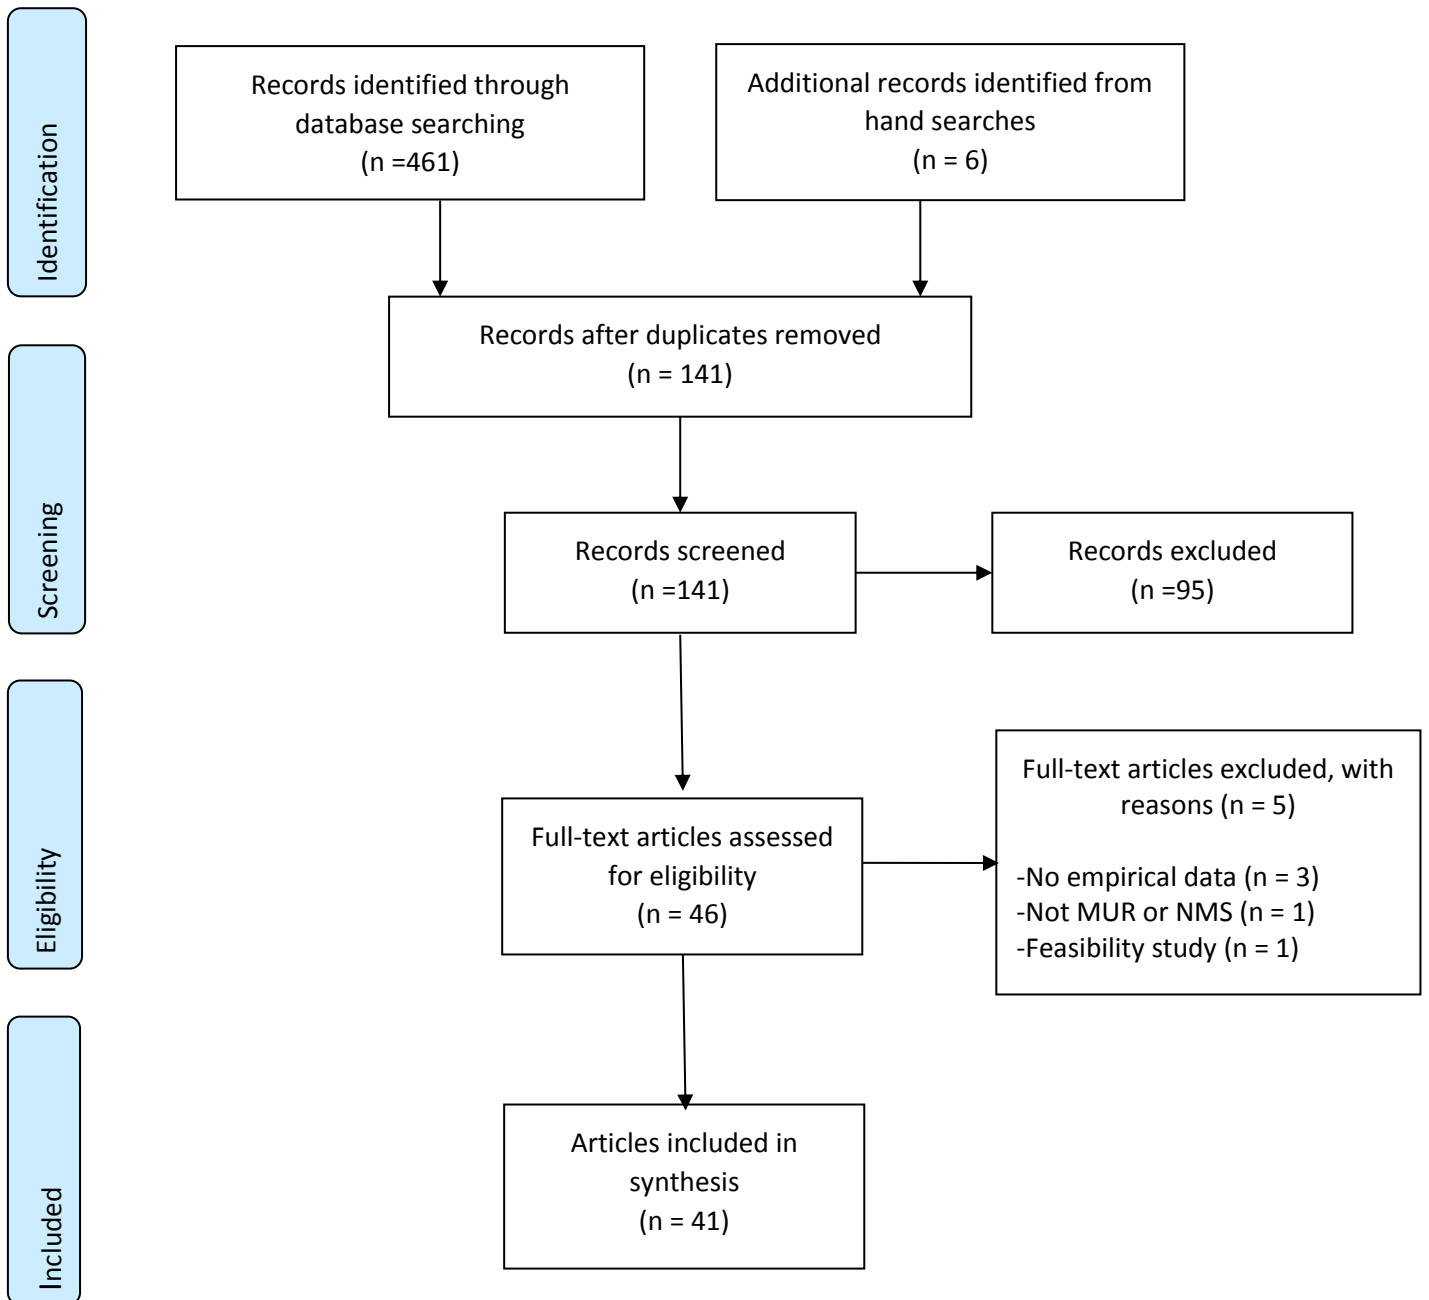 Identification
Records identified through
database searching
(n =461)
Additional records identified from
hand searches
(n = 6)
Records after duplicates removed
(n = 141)
Screening
Records screened
(n =141)
Records excluded
(n =95)
Eligibility
Full-text articles assessed
for eligibility
(n = 46)
Full-text articles excluded, with
reasons (n = 5)
-No empirical data (n = 3)
-Not MUR or NMS (n = 1)
-Feasibility study (n = 1)
Included
Articles included in
synthesis
(n = 41)